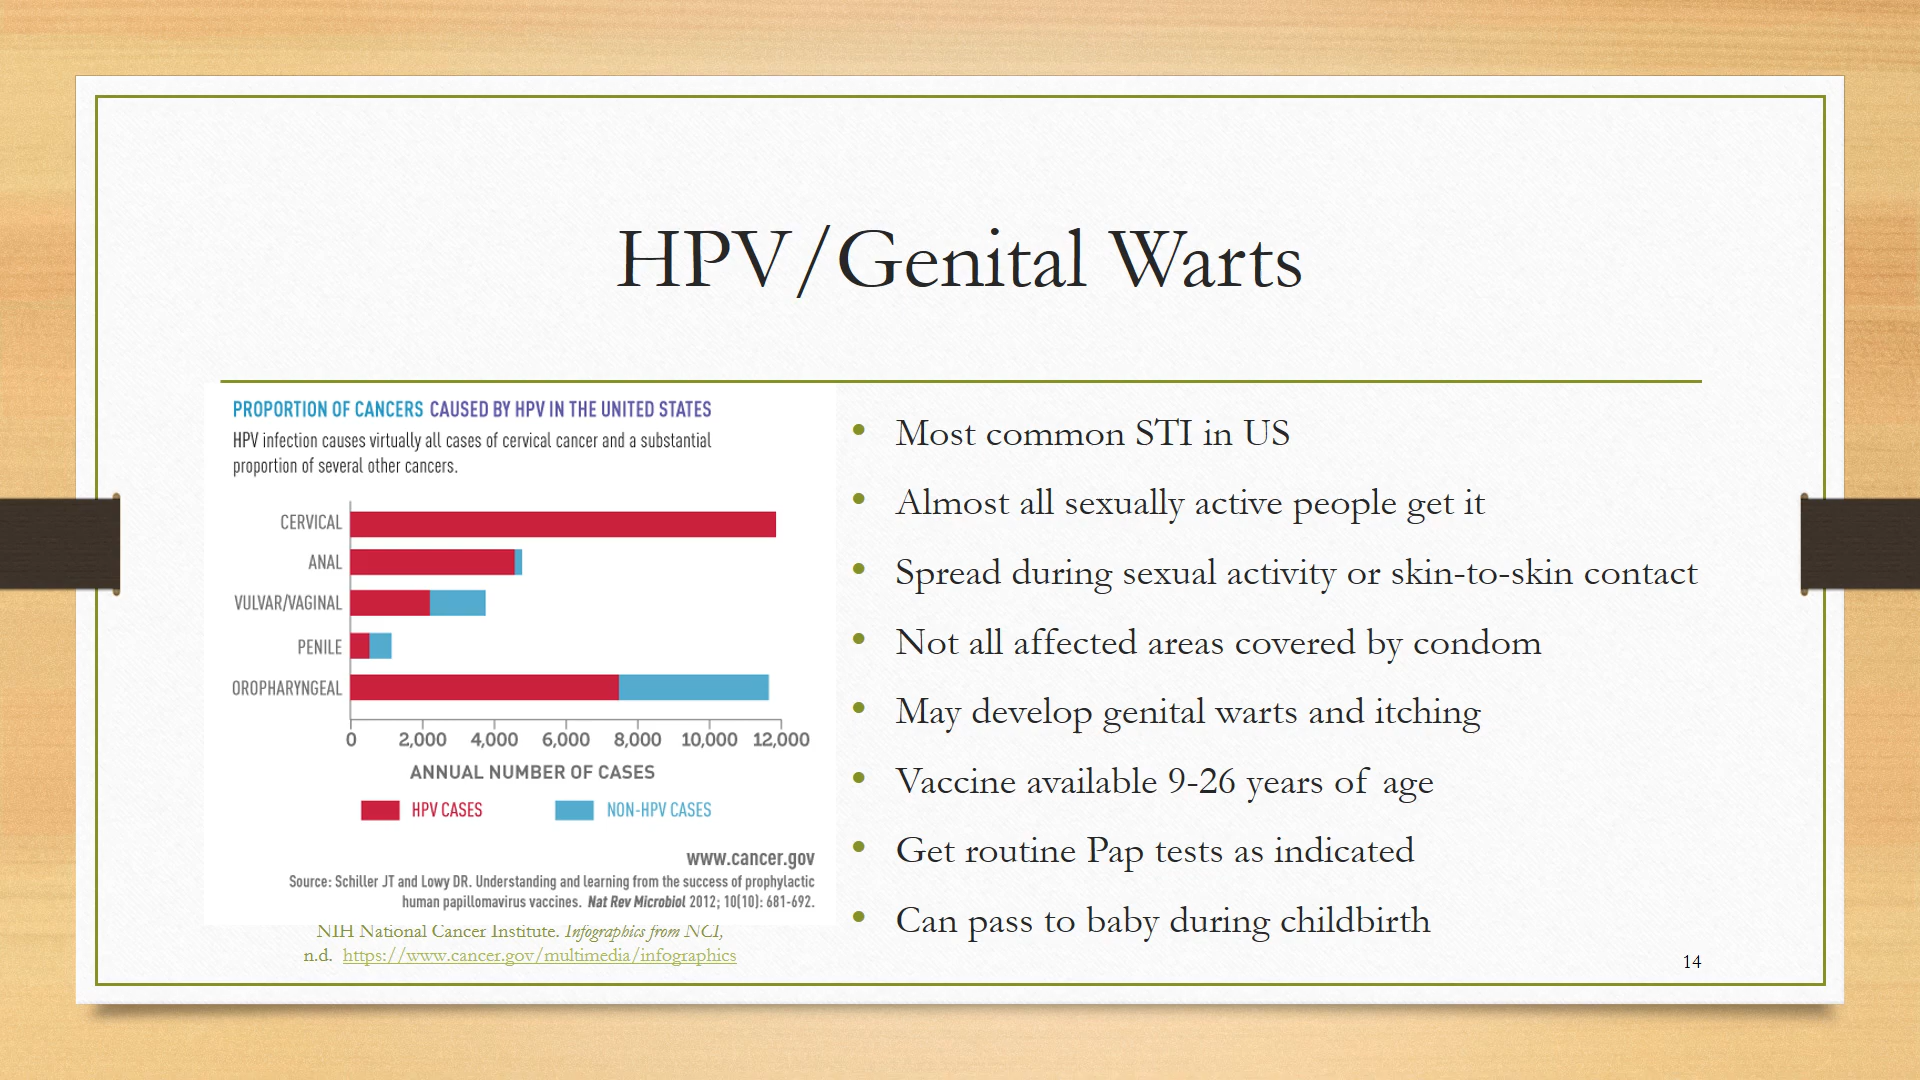 HPV/Genital Warts
PROPORTION OF CANCERS CAUSED BY HPV IN THE UNITED STATES
HPV infection causes virtually all cases of cervical cancer and a substantial
proportion of several other cancers.
CERVICAL
ANAL
VULVAR/VAGINAL
PENILE
OROPHARYNGEAL
0 2,000 4,000 6,000 8,000 10,000 12,000
ANNUAL NUMBER OF CASES
HPV CASES NON-HPV CASES
www.cancer.gov
Source: Schiller JT and Lowy DR. Understanding and learning from the success of prophylactic
human papillomavirus vaccines. Nat Rev Microbiol 2012; 10(10): 681-692.
NIH National Cancer Institute. Infographics from NCI,
n.d. https://www.cancer.gov/multimedia/infographics
• Most common STI in US
• Almost all sexually active people get it
• Spread during sexual activity or skin-to-skin contact
• Not all affected areas covered by condom
• May develop genital warts and itching
• Vaccine available 9-26 years of age
• Get routine Pap tests as indicated
• Can pass to baby during childbirth
14